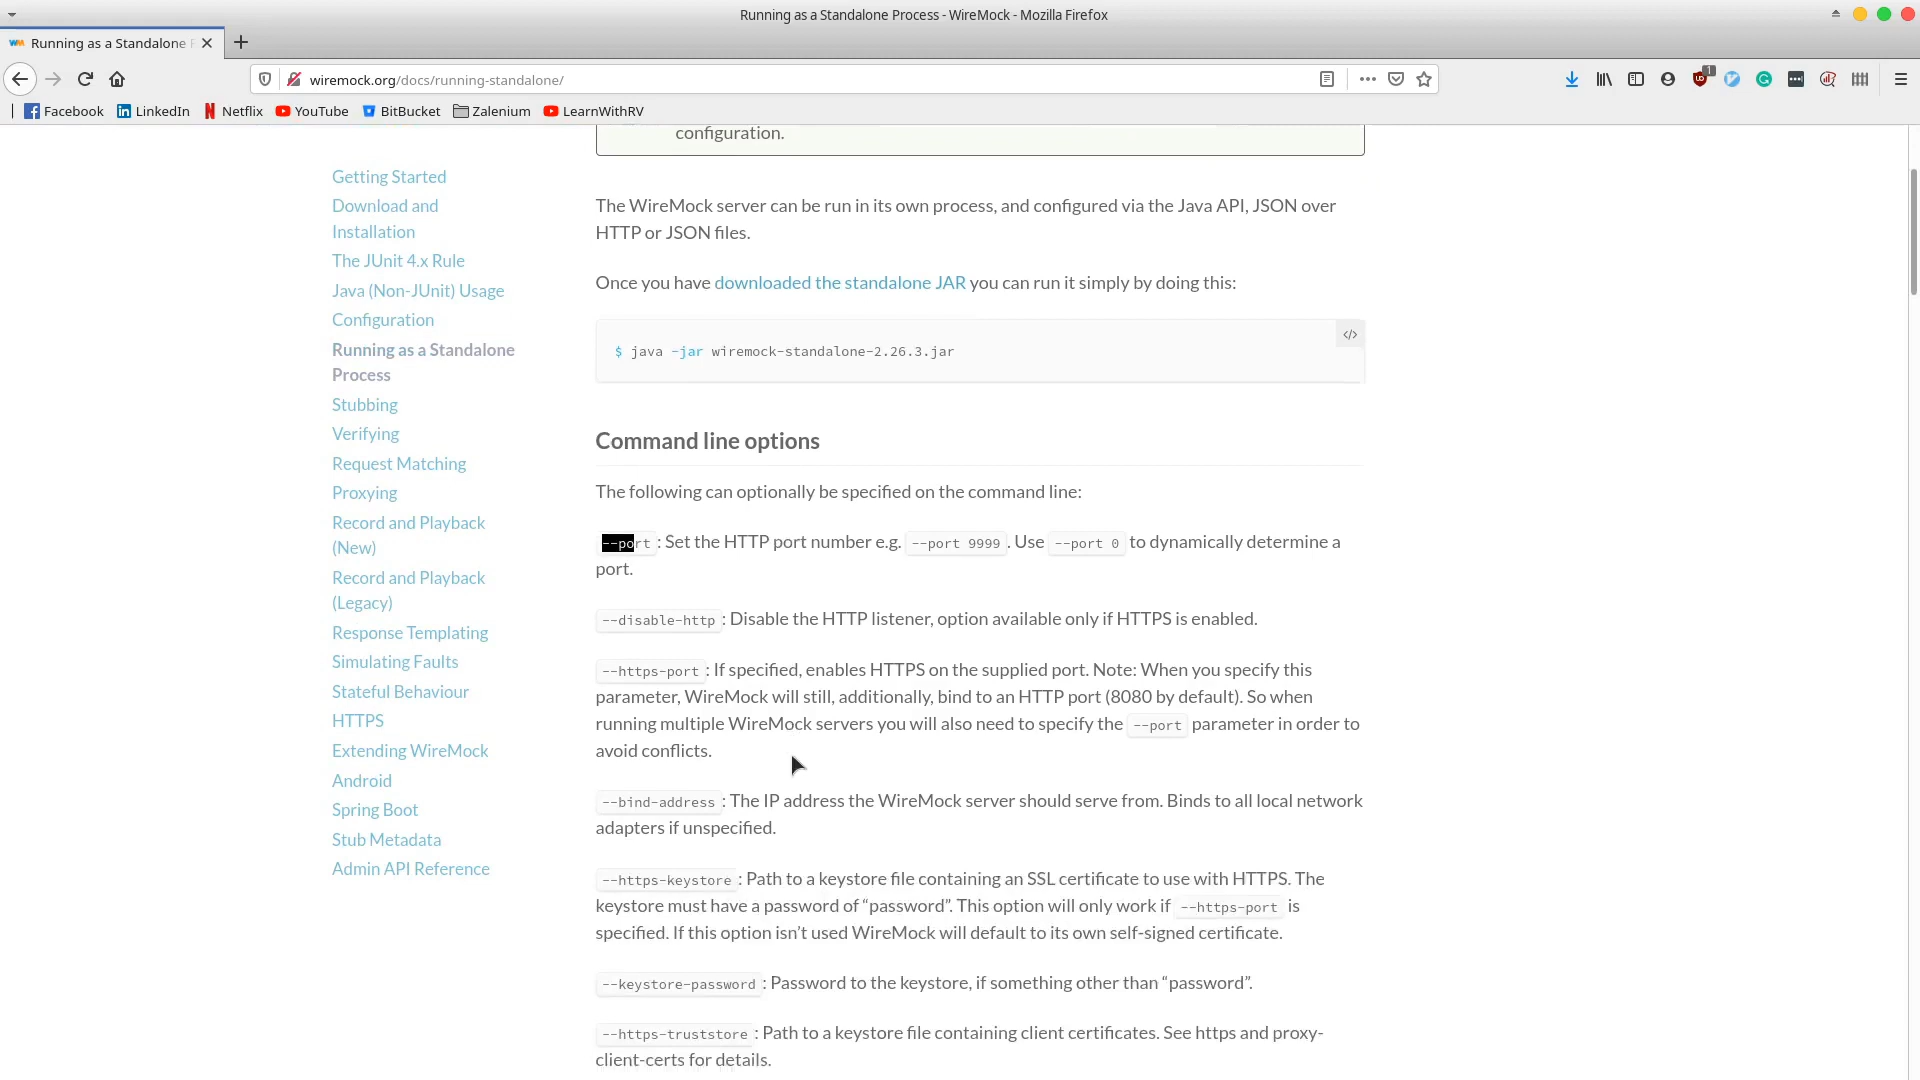 Running as a Standalone Process - WireMock - Mozilla Firefox
Running as a Standalone
wiremock.org/docs/running-standalone/
1
Facebook LinkedIn Netflix YouTube BitBucket Zalenium LearnWithRV
configuration.
Getting Started
Download and
Installation
The JUnit 4.x Rule
Java (Non-JUnit) Usage
Configuration
Running as a Standalone
Process
Stubbing
Verifying
Request Matching
Proxying
Record and Playback
(New)
Record and Playback
(Legacy)
Response Templating
Simulating Faults
Stateful Behaviour
HTTPS
Extending WireMock
Android
Spring Boot
Stub Metadata
Admin API Reference
The WireMock server can be run in its own process, and configured via the Java API, JSON over
HTTP or JSON files.
Once you have downloaded the standalone JAR you can run it simply by doing this:
</>
$ java -jar wiremock-standalone-2.26.3.jar
Command line options
The following can optionally be specified on the command line:
--port : Set the HTTP port number e.g. --port 9999 . Use --port 0 to dynamically determine a
port.
--disable-http : Disable the HTTP listener, option available only if HTTPS is enabled.
--https-port : If specified, enables HTTPS on the supplied port. Note: When you specify this
parameter, WireMock will still, additionally, bind to an HTTP port (8080 by default). So when
running multiple WireMock servers you will also need to specify the --port parameter in order to
avoid conflicts.
--bind-address : The IP address the WireMock server should serve from. Binds to all local network
adapters if unspecified.
--https-keystore : Path to a keystore file containing an SSL certificate to use with HTTPS. The
keystore must have a password of “password”. This option will only work if --https-port is
specified. If this option isn’t used WireMock will default to its own self-signed certificate.
--keystore-password : Password to the keystore, if something other than “password”.
--https-truststore : Path to a keystore file containing client certificates. See https and proxy-
client-certs for details.